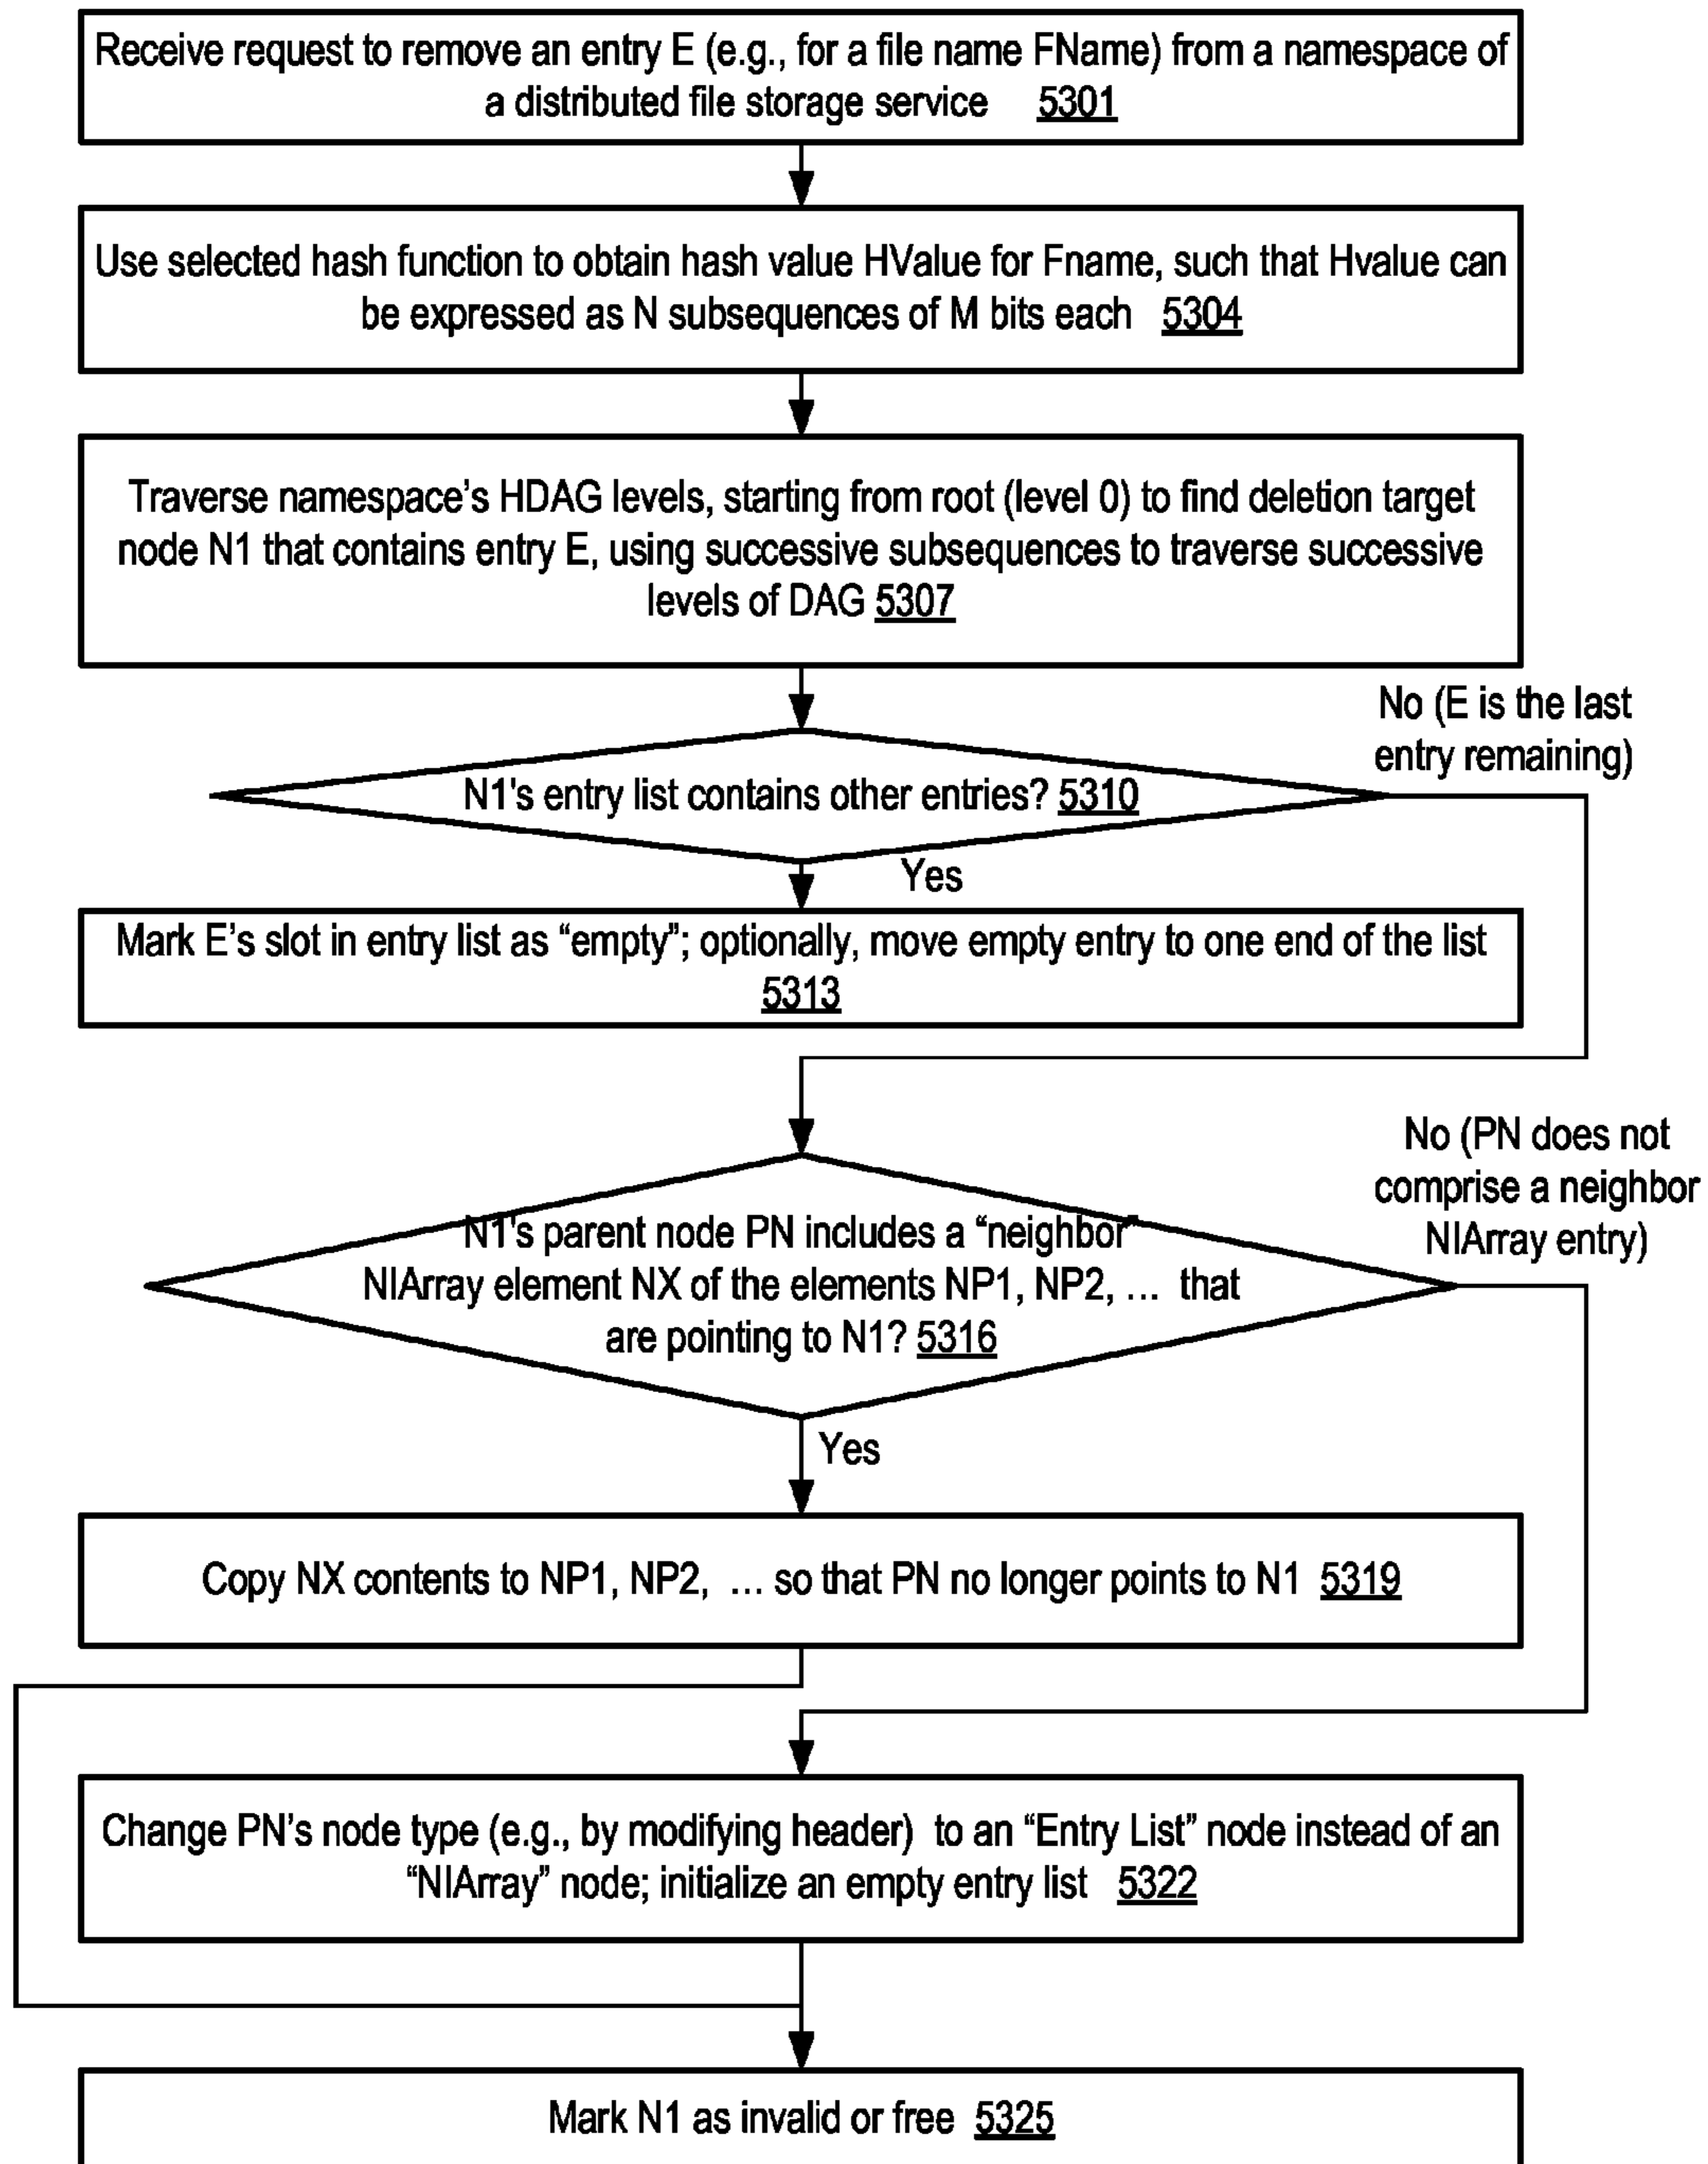 Receive request to remove an entry E (e.g., for a file name FName) from a namespace of
a distributed file storage service 5301
Use selected hash function to obtain hash value HValue for Fname, such that Hvalue can
be expressed as N subsequences of M bits each 5304
Traverse namespace's HDAG levels, starting from root (level 0) to find deletion target
node N1 that contains entry E, using successive subsequences to traverse successive
levels of DAG 5307
No (E is the last
entry remaining)
N1's entry list contains other entries? 5310
Yes
Mark E's slot in entry list as “empty”; optionally, move empty entry to one end of the list
5313
No (PN does not
comprise a neighbor
NIArray entry)
N1's parent node PN includes a “neighbor”
NIArray element NX of the elements NP1, NP2, ... that
are pointing to N1? 5316
Yes
Copy NX contents to NP1, NP2, ... so that PN no longer points to N1 5319
Change PN's node type (e.g., by modifying header) to an “Entry List” node instead of an
“NIArray” node; initialize an empty entry list 5322
Mark N1 as invalid or free 5325